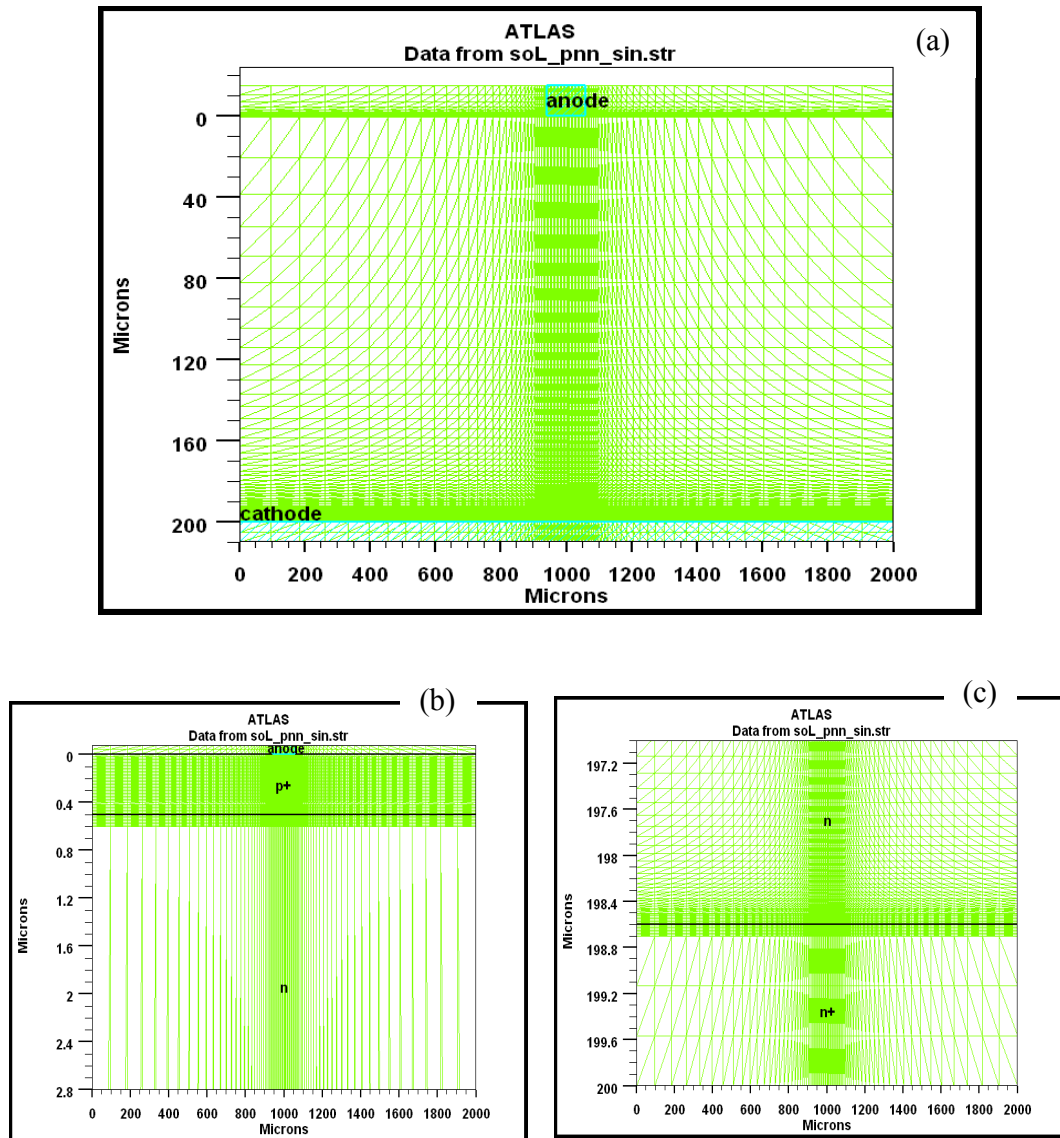 (a)
ATLAS
Data from soL_pnn_sin.str
anode
0
40
80
120
160
200
Microns
cathode
0 200 400 600 800 1000 1200 1400 1600 1800 2000
Microns
(b)
ATLAS
Data from soL_pnn_sin.str
anode
p+
n
0
0.4
0.8
1.2
1.6
2
2.4
2.8
Microns
0 200 400 600 800 1000 1200 1400 1600 1800 2000
Microns
(c)
ATLAS
Data from soL_pnn_sin.str
n
n+
197.2
197.6
198
198.4
198.8
199.2
199.6
200
Microns
0 200 400 600 800 1000 1200 1400 1600 1800 2000
Microns